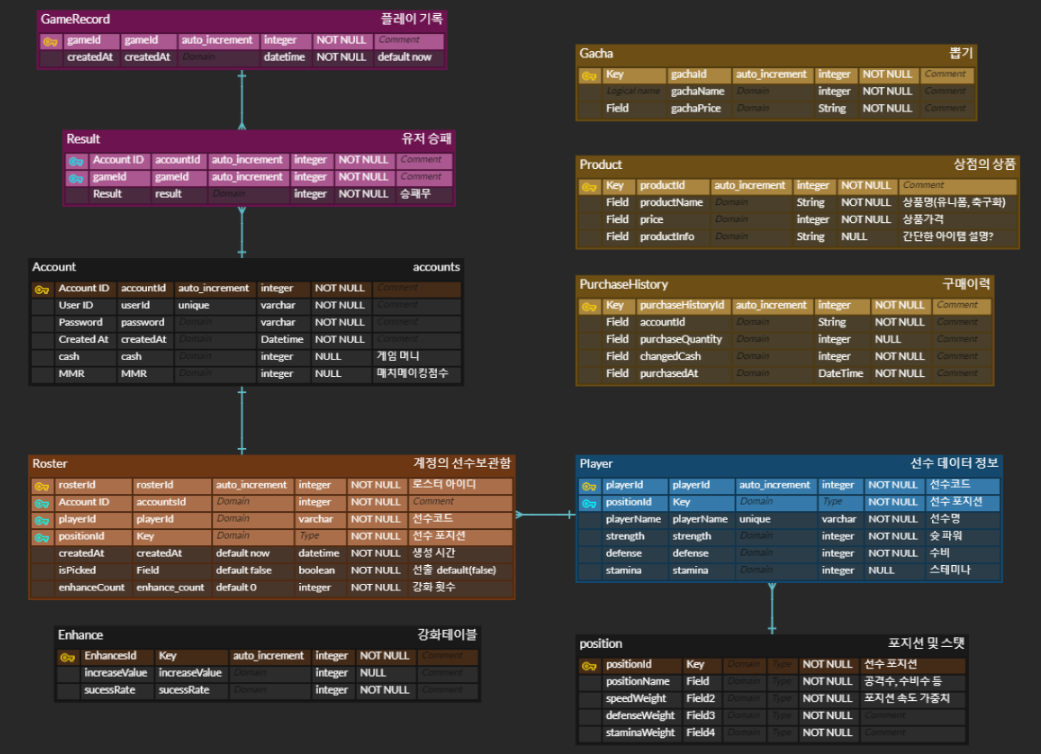 GameRecord 플레이 기록
gameId gameId auto_increment integer NOT NULL Comment
createdAt createdAt Domain datetime NOT NULL default now
Result 유저 승패
Account ID accountId auto_increment integer NOT NULL Comment
gameId gameId auto_increment integer NOT NULL Comment
Result result Domain integer NOT NULL 승패무
Account accounts
Account ID accountId auto_increment integer NOT NULL Comment
User ID userId unique varchar NOT NULL Comment
Password password Domain varchar NOT NULL Comment
Created At createdAt Domain Datetime NOT NULL Comment
cash cash Domain integer NULL 게임 머니
MMR MMR Domain integer NULL 매치메이킹점수
Roster 계정의 선수보관함
rosterId rosterId auto_increment integer NOT NULL 로스터 아이디
Account ID accountsId Domain integer NOT NULL Comment
playerId playerId Domain varchar NOT NULL 선수코드
positionId Key Domain Type NOT NULL 선수 포지션
createdAt createdAt default now datetime NOT NULL 생성 시간
isPicked Field default false boolean NOT NULL 선출 default(false)
enhanceCount enhance_count default 0 integer NOT NULL 강화 횟수
Enhance 강화테이블
EnhancesId Key auto_increment integer NOT NULL Comment
increaseValue increaseValue Domain integer NULL Comment
sucessRate sucessRate Domain integer NOT NULL Comment
Gacha 뽑기
Key gachaId auto_increment integer NOT NULL Comment
Logical name gachaName Domain integer NOT NULL Comment
Field gachaPrice Domain String NOT NULL Comment
Product 상점의 상품
Key productId auto_increment integer NOT NULL Comment
Field productName Domain String NOT NULL 상품명(유니폼, 축구화)
Field price Domain integer NOT NULL 상품가격
Field productInfo Domain String NULL 간단한 아이템 설명?
PurchaseHistory 구매이력
Key purchaseHistoryId auto_increment integer NOT NULL Comment
Field accountId Domain String NOT NULL Comment
Field purchaseQuantity Domain integer NULL Comment
Field changedCash Domain integer NOT NULL Comment
Field purchasedAt Domain DateTime NOT NULL Comment
Player 선수 데이터 정보
playerId playerId auto_increment integer NOT NULL 선수코드
positionId Key Domain Type NOT NULL 선수 포지션
playerName playerName unique varchar NOT NULL 선수명
strength strength Domain integer NOT NULL 슛 파워
defense defense Domain integer NOT NULL 수비
stamina stamina Domain integer NULL 스테미나
position 포지션 및 스탯
positionId Key Domain Type NOT NULL 선수 포지션
positionName Field Domain Type NOT NULL 공격수, 수비수 등
speedWeight Field2 Domain Type NOT NULL 포지션 속도 가중치
defenseWeight Field3 Domain Type NOT NULL Comment
staminaWeight Field4 Domain Type NOT NULL Comment